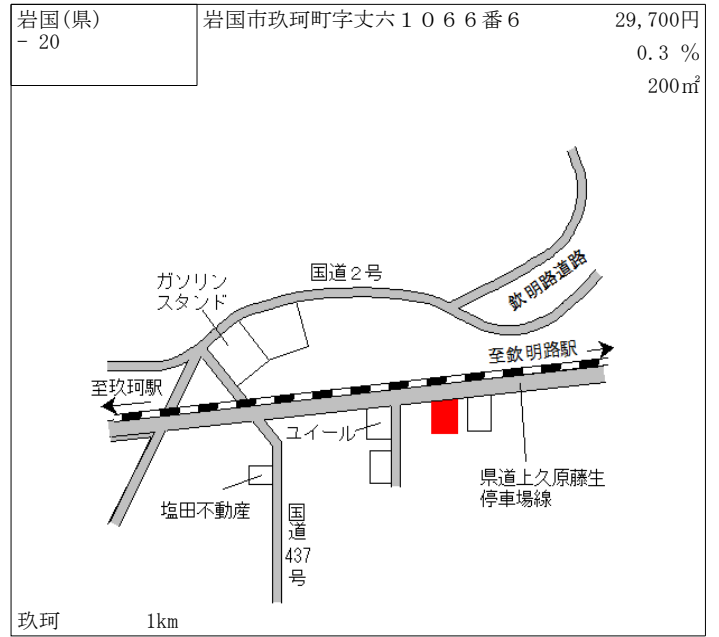 岩国(県)
- 20
岩国市玖珂町字丈六１０６６番６
29,700円
0.3 %
200㎡
国道２号
ガソリン
スタンド
欽明路道路
至欽明路駅
至玖珂駅
ユイール
県道上久原藤生
停車場線
塩田不動産
国道
437
号
玖珂 1km